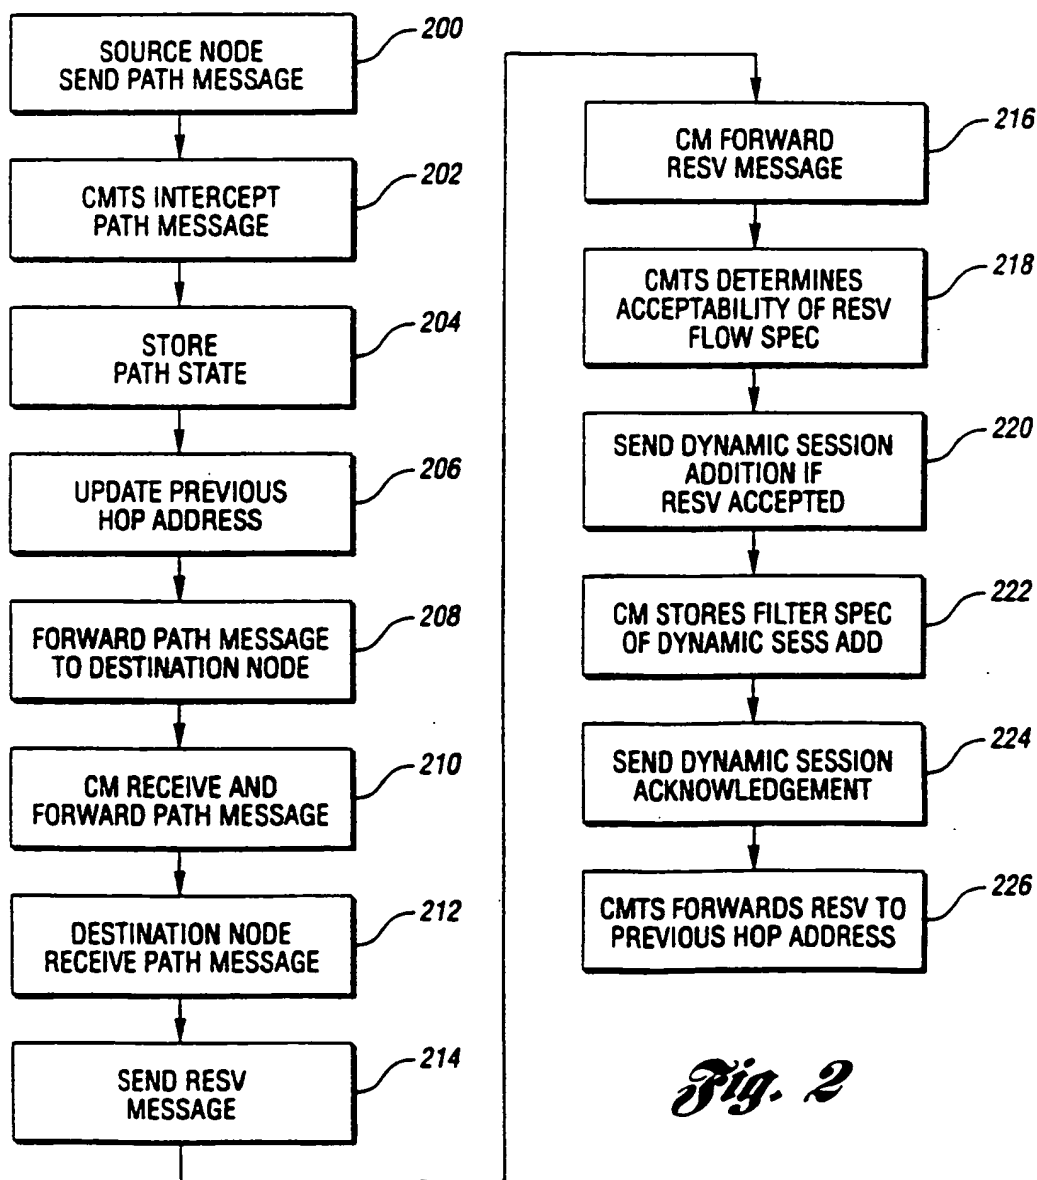 200
SOURCE NODE
SEND PATH MESSAGE
202
CMTS INTERCEPT
PATH MESSAGE
204
STORE
PATH STATE
206
UPDATE PREVIOUS
HOP ADDRESS
208
FORWARD PATH MESSAGE
TO DESTINATION NODE
210
CM RECEIVE AND
FORWARD PATH MESSAGE
212
DESTINATION NODE
RECEIVE PATH MESSAGE
214
SEND RESV
MESSAGE
216
CM FORWARD
RESV MESSAGE
218
CMTS DETERMINES
ACCEPTABILITY OF RESV
FLOW SPEC
220
SEND DYNAMIC SESSION
ADDITION IF
RESV ACCEPTED
222
CM STORES FILTER SPEC
OF DYNAMIC SESS ADD
224
SEND DYNAMIC SESSION
ACKNOWLEDGEMENT
226
CMTS FORWARDS RESV TO
PREVIOUS HOP ADDRESS
Fig. 2